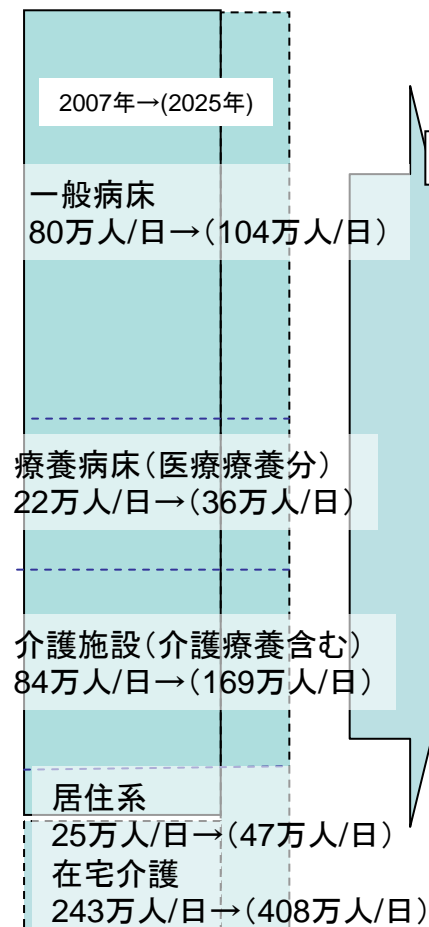 2007年→(2025年)
一般病床
80万人/日→(104万人/日)
療養病床(医療療養分)
22万人/日→(36万人/日)
介護施設(介護療養含む)
84万人/日→(169万人/日)
居住系
25万人/日→(47万人/日)
在宅介護
243万人/日→(408万人/日)